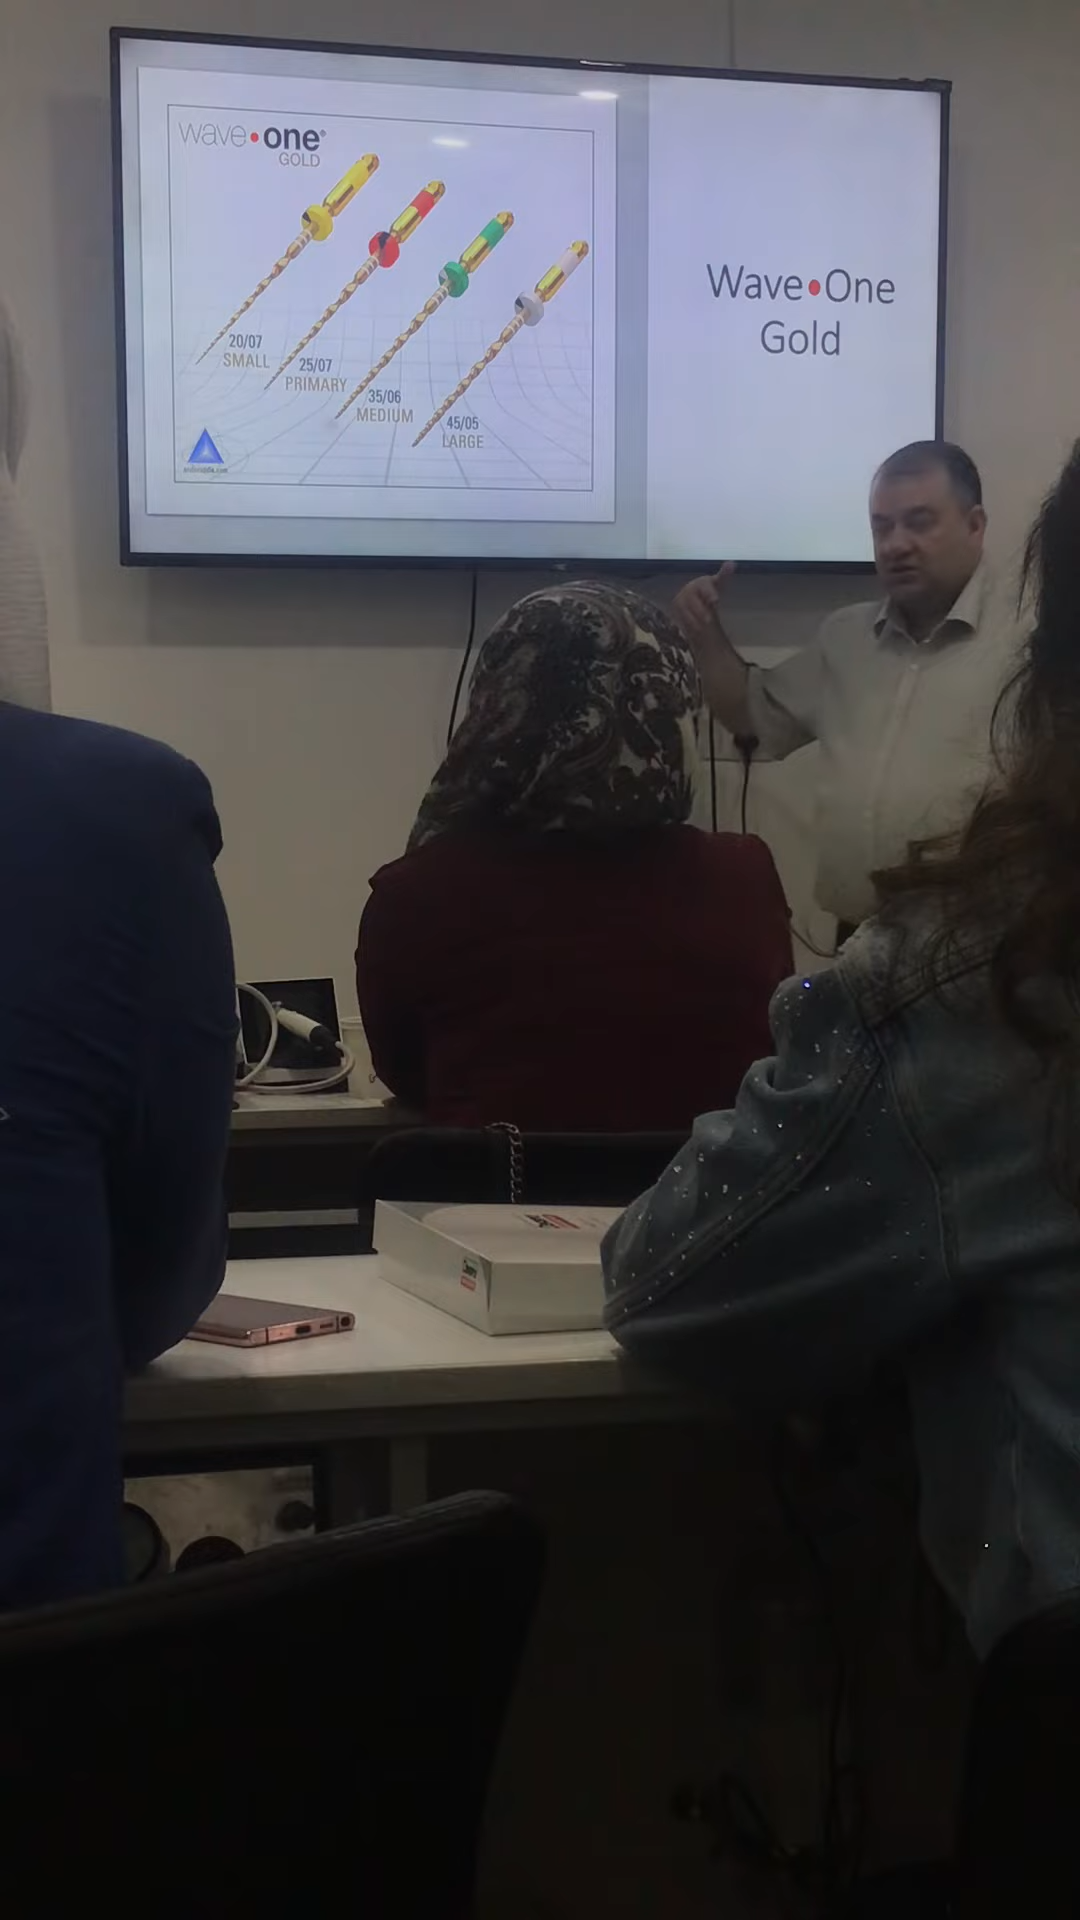 wave•one®
GOLD
20/07
SMALL
25/07
PRIMARY
35/06
MEDIUM
45/05
LARGE
Wave•One
Gold